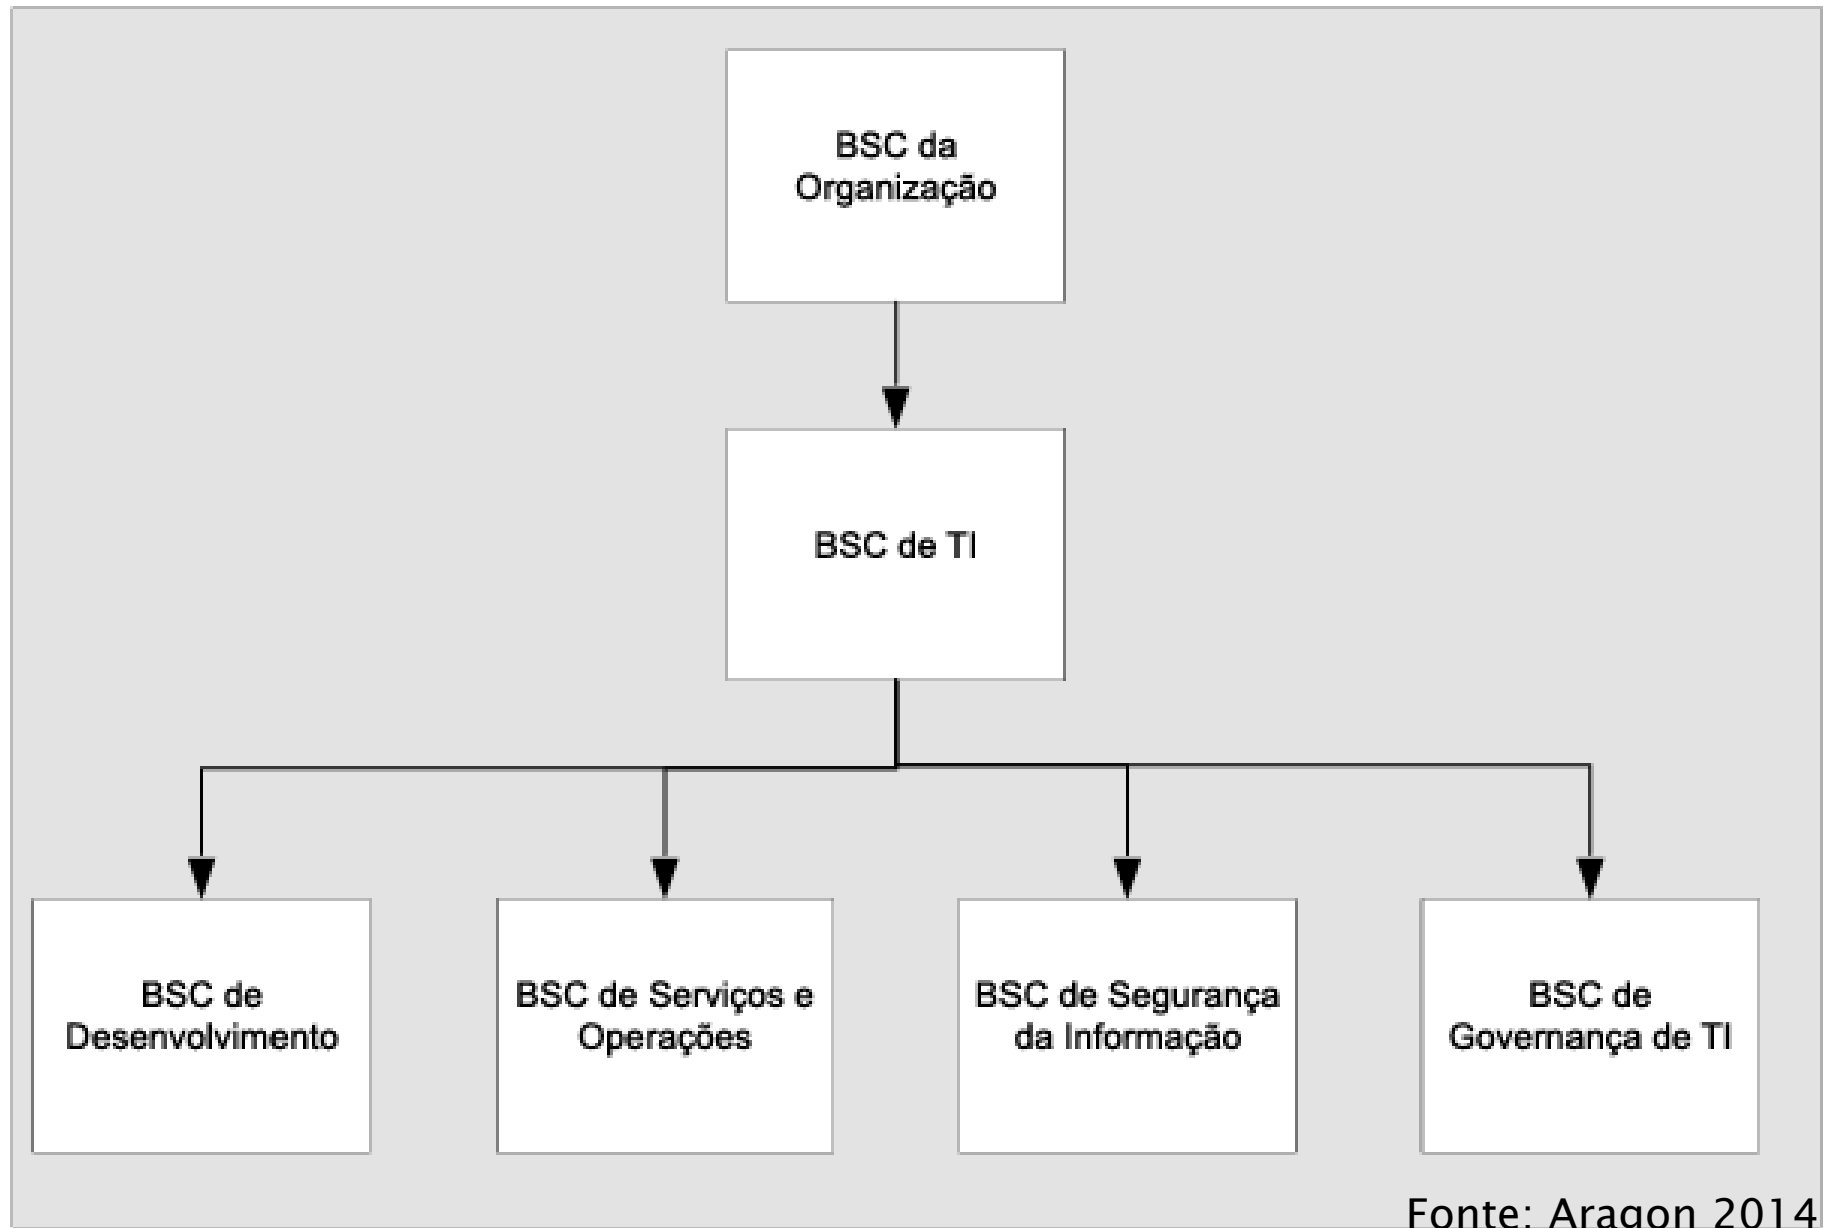 BSC da
Organização
BSC de TI
BSC de
Desenvolvimento
BSC de Serviços e
Operações
BSC de Segurança
da Informação
BSC de
Governança de TI
Fonte: Aragon 2014